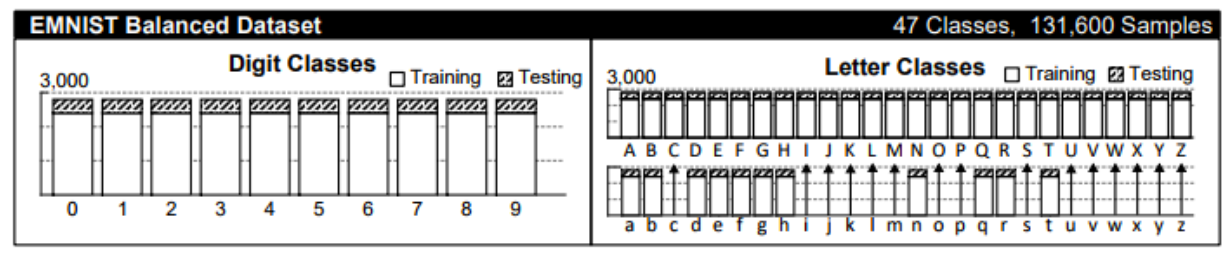 EMNIST Balanced Dataset 47 Classes, 131,600 Samples
Digit Classes
3,000 Training Testing
0 1 2 3 4 5 6 7 8 9
Letter Classes
3,000 Training Testing
A B C D E F G H I J K L M N O P Q R S T U V W X Y Z
a b c d e f g h i j k l m n o p q r s t u v w x y z